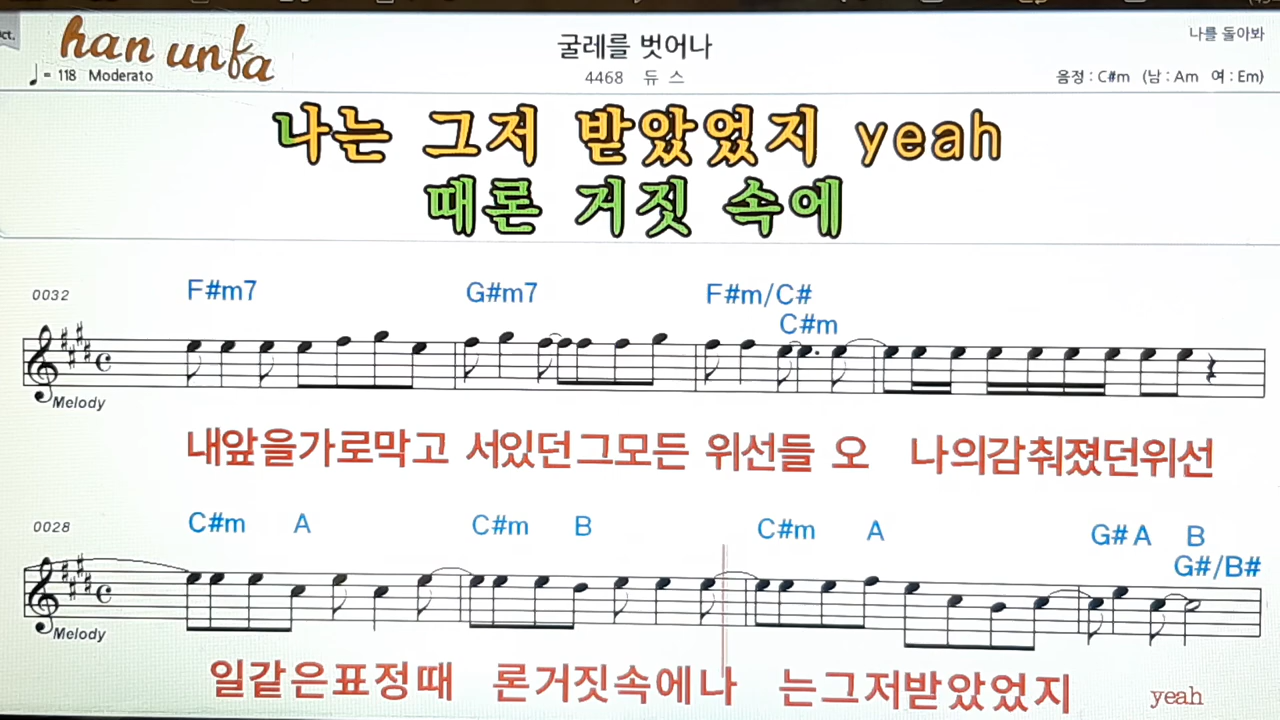 han unfa
굴레를 벗어나
나를 돌아봐
♩= 118 Moderato
4468 듀 스
음정 : C#m (남 : Am 여 : Em)
나는 그저 받았었지 yeah
때론 거짓 속에
0032
F#m7 G#m7 F#m/C#
C#m
Melody
내앞을가로막고 서있던그모든 위선들 오 나의감춰졌던위선
0028
C#m A C#m B C#m A G# A B
G#/B#
Melody
일같은표정때 론거짓속에나 는그저받았었지 yeah